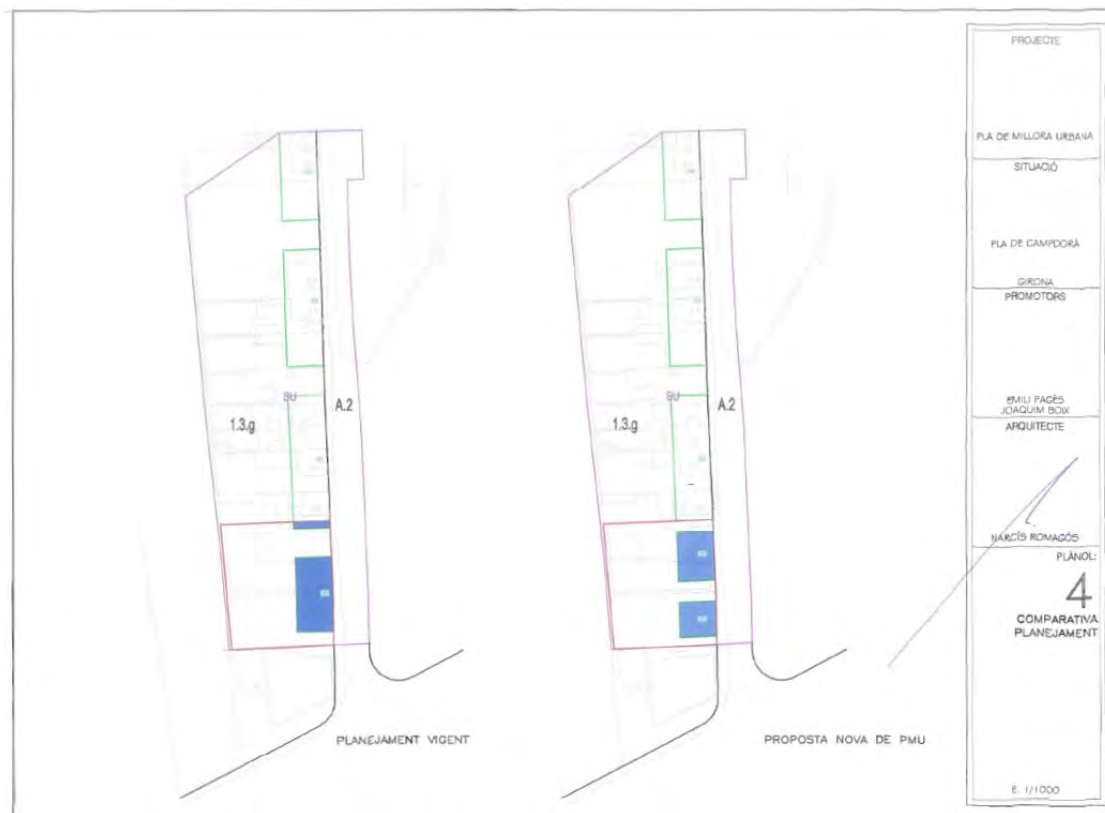 SU
1.3.g
A.2
PLANEJAMENT VIGENT
SU
1.3.g
A.2
PROPOSTA NOVA DE PMU
PROJECTE
PLA DE MILLORA URBANA
SITUACIÓ
PLA DE CAMPDORÀ
GIRONA
PROMOTORS
EMILI PAGÈS
JOAQUIM BOIX
ARQUITECTE
NARCÍS ROMAGÓS
PLÀNOL:
4
COMPARATIVA
PLANEJAMENT
E. 1/1000